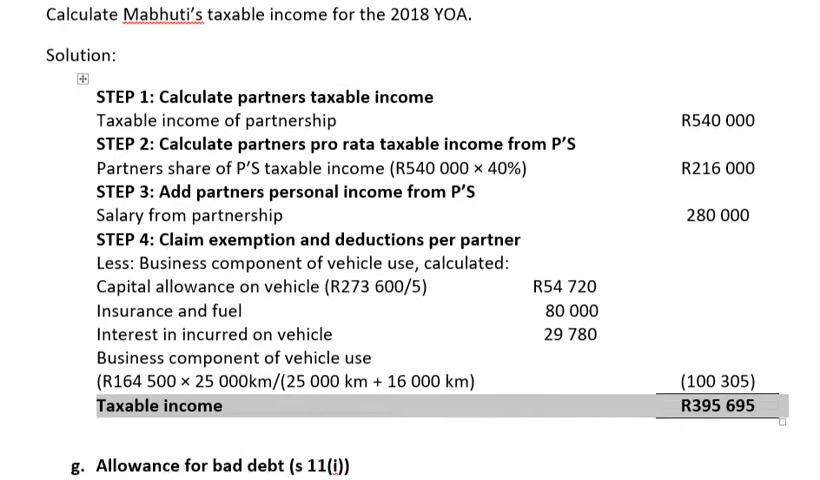 Calculate Mabhuti's taxable income for the 2018 YOA.
Solution:
STEP 1: Calculate partners taxable income
Taxable income of partnership R540 000
STEP 2: Calculate partners pro rata taxable income from P'S
Partners share of P'S taxable income (R540 000 × 40%) R216 000
STEP 3: Add partners personal income from P'S
Salary from partnership 280 000
STEP 4: Claim exemption and deductions per partner
Less: Business component of vehicle use, calculated:
Capital allowance on vehicle (R273 600/5) R54 720
Insurance and fuel 80 000
Interest in incurred on vehicle 29 780
Business component of vehicle use
(R164 500 × 25 000km/(25 000 km + 16 000 km) (100 305)
Taxable income R395 695
g. Allowance for bad debt (s 11(i))